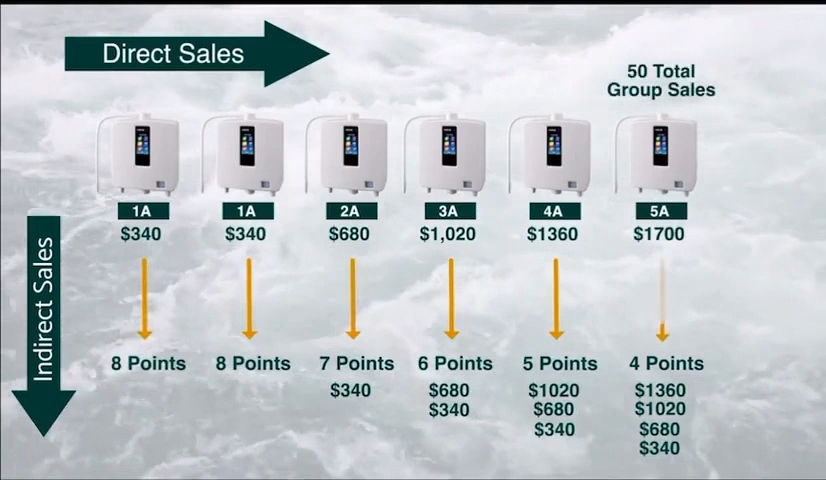 Direct Sales
50 Total
Group Sales
1A
1A
2A
3A
4A
5A
$340
$340
$680
$1,020
$1360
$1700
Indirect Sales
8 Points
8 Points
7 Points
6 Points
5 Points
4 Points
$340
$680
$1020
$1360
$340
$680
$1020
$340
$680
$340